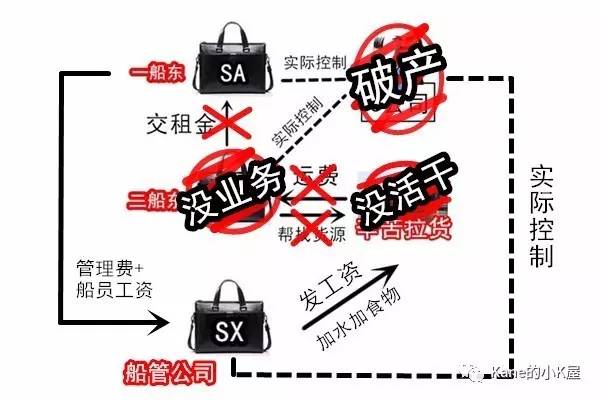 一船东
SA
实际控制
破产
公司
交租金
实际控制
运费
二船东
没业务
没活干
辛苦拉货
帮找货源
实际控制
管理费+
船员工资
发工资
加水加食物
SX
船管公司
Kane的小K屋